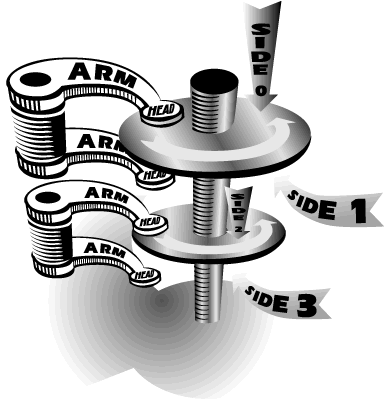 SIDE 0
ARM
HEAD
ARM
HEAD
SIDE 1
ARM
HEAD
SIDE 2
ARM
HEAD
SIDE 3